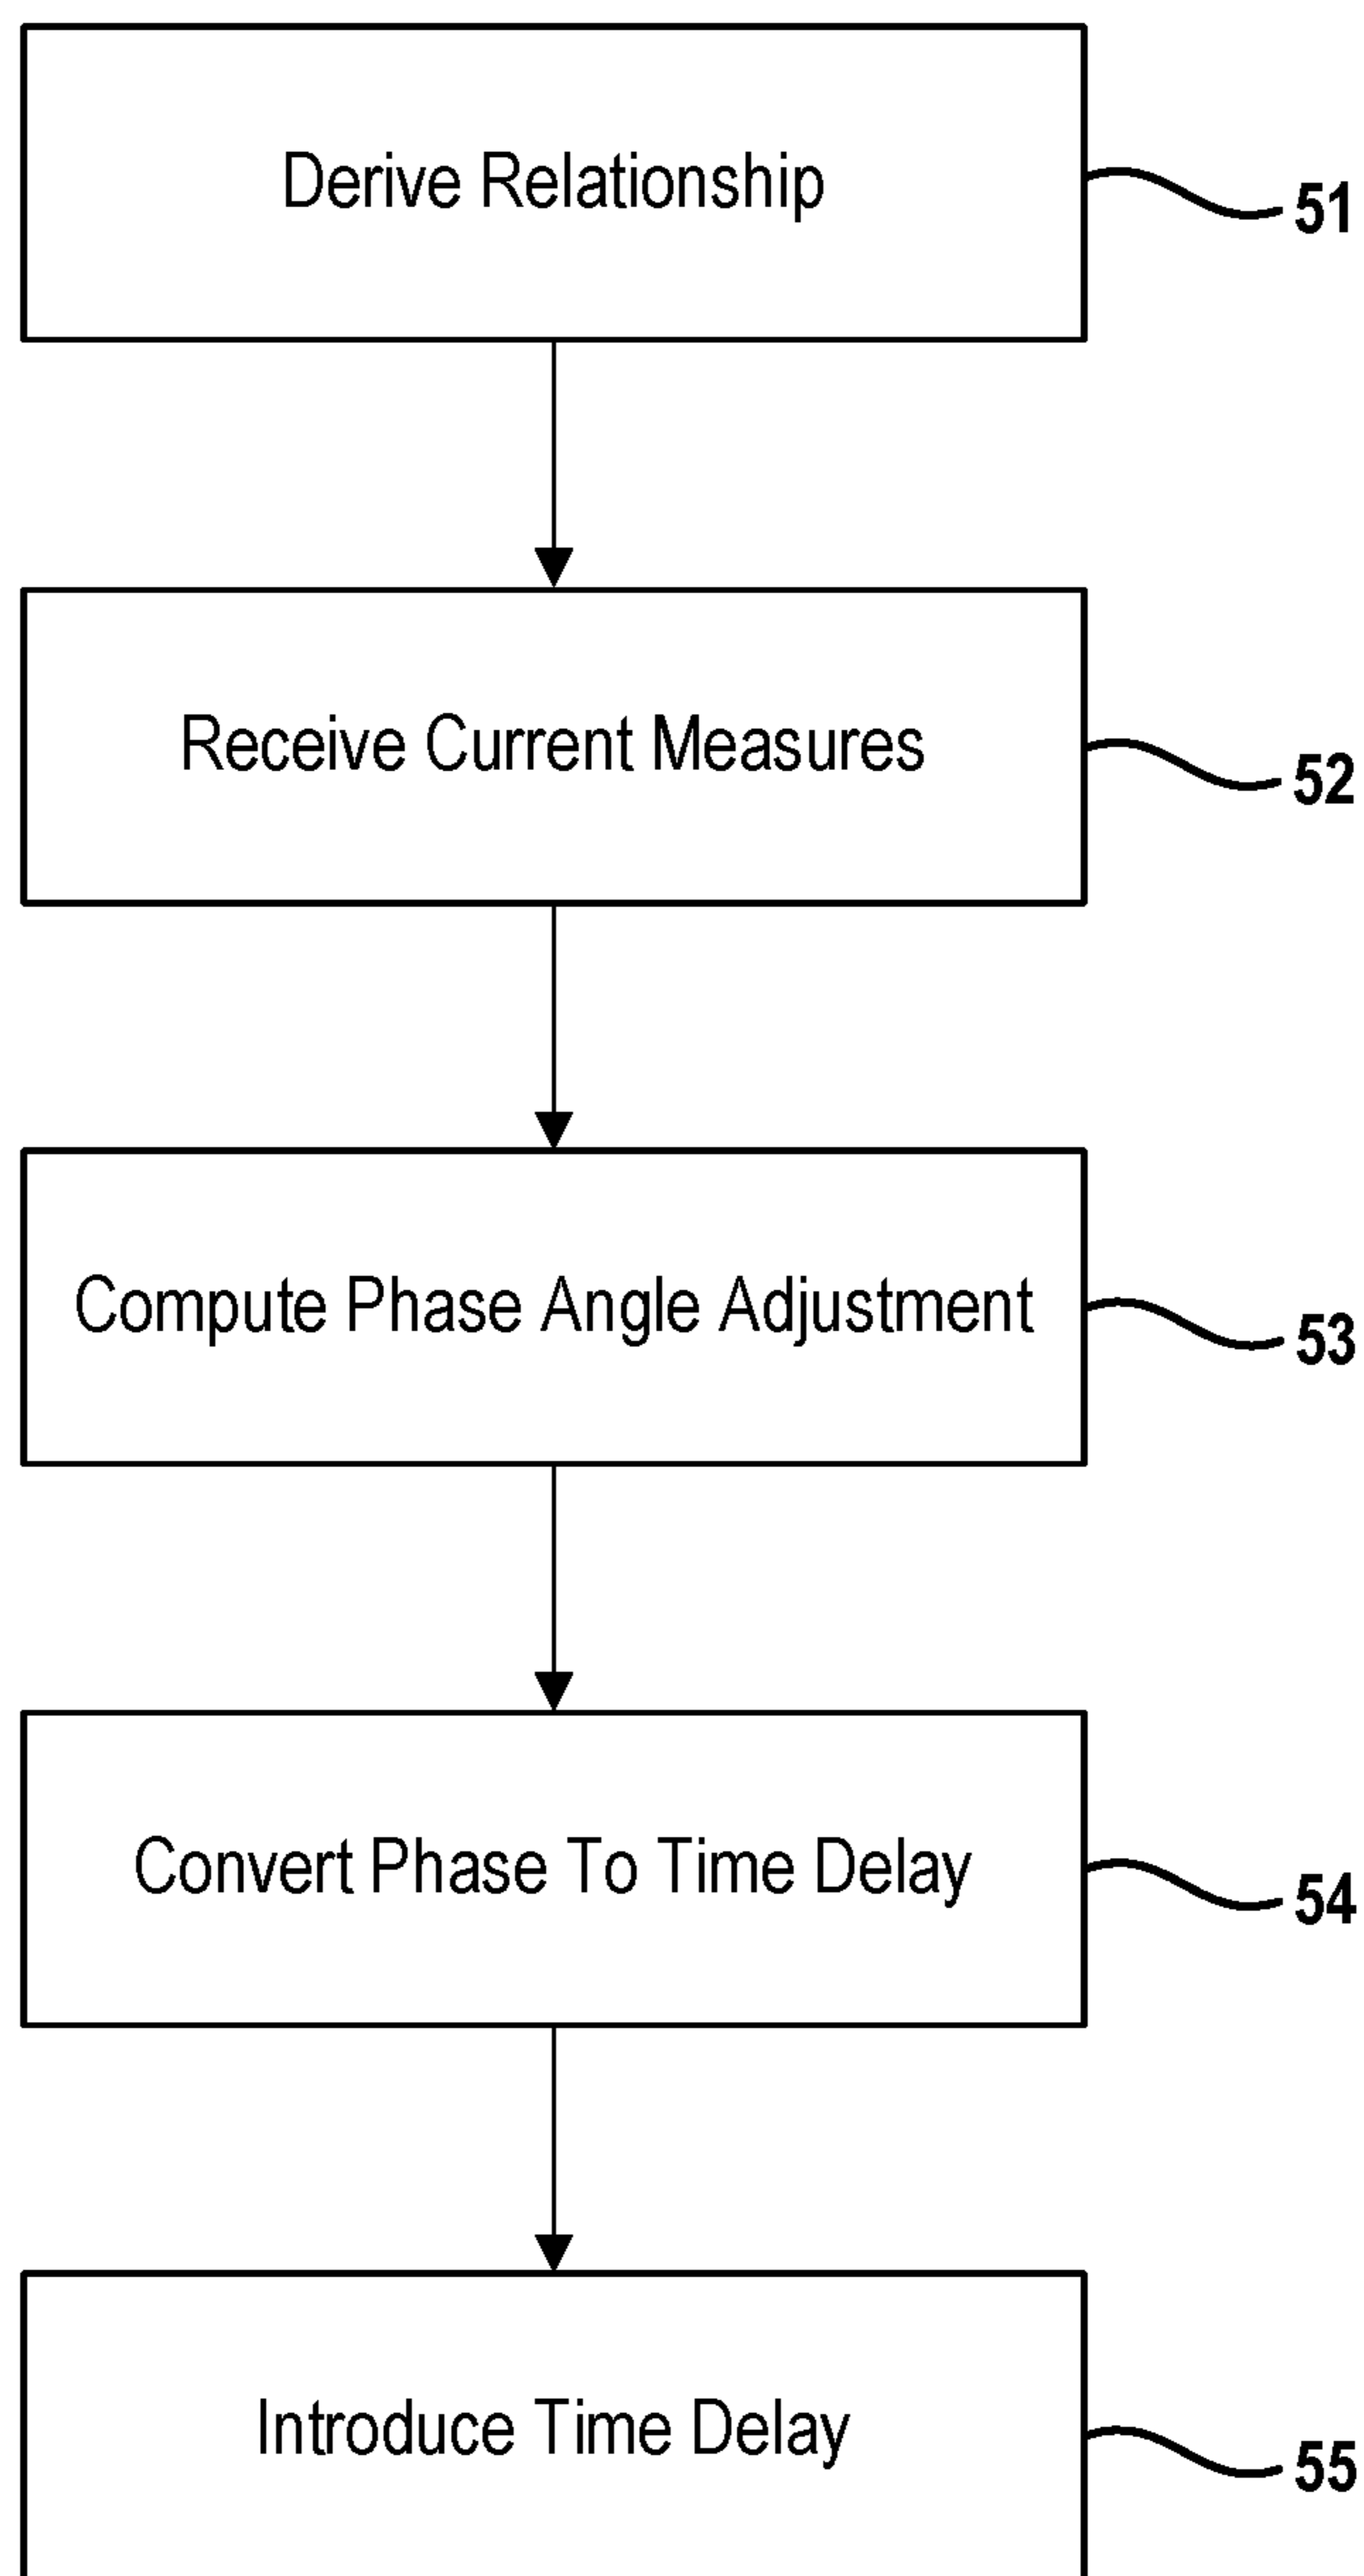 Derive Relationship
51
Receive Current Measures
52
Compute Phase Angle Adjustment
53
Convert Phase To Time Delay
54
Introduce Time Delay
55